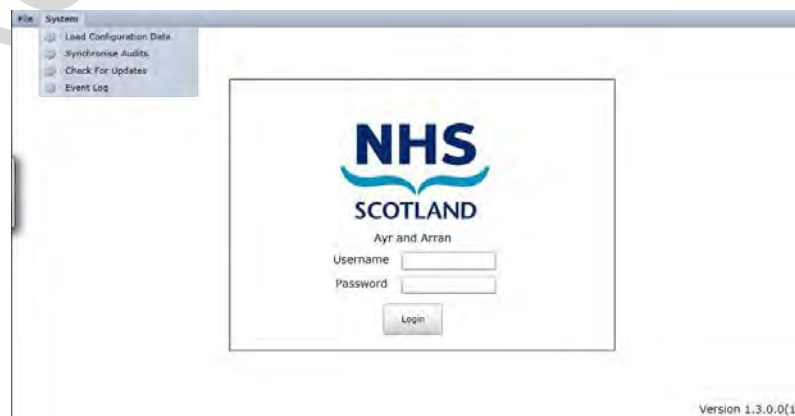 File System
Load Configuration Data
Synchronise Audits
Check For Updates
Event Log
NHS
SCOTLAND
Ayr and Arran
Username
Password
Login
Version 1.3.0.0(1